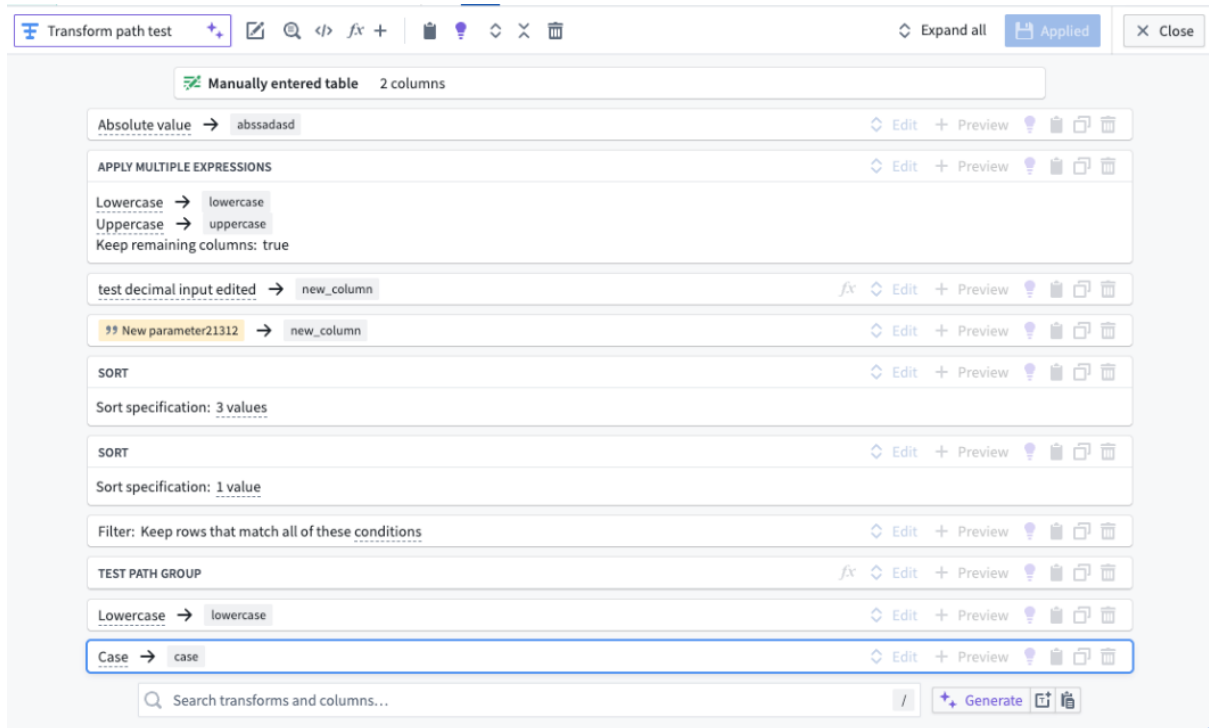 Transform path test </> fx + Expand all Applied × Close
Manually entered table 2 columns
Absolute value → abssadasd Edit + Preview
APPLY MULTIPLE EXPRESSIONS Edit + Preview
Lowercase → lowercase
Uppercase → uppercase
Keep remaining columns: true
test decimal input edited → new_column fx Edit + Preview
New parameter21312 → new_column Edit + Preview
SORT Edit + Preview
Sort specification: 3 values
SORT Edit + Preview
Sort specification: 1 value
Filter: Keep rows that match all of these conditions Edit + Preview
TEST PATH GROUP fx Edit + Preview
Lowercase → lowercase Edit + Preview
Case → case Edit + Preview
Search transforms and columns... / Generate